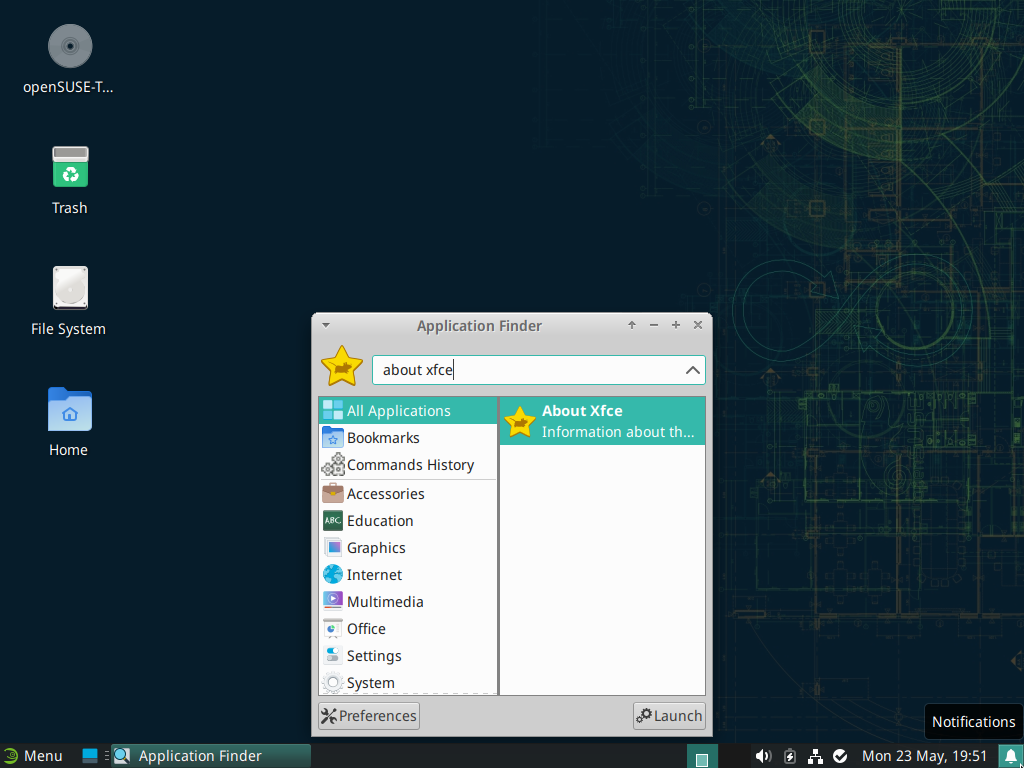 openSUSE-T...
Trash
File System
Home
Application Finder
about xfce
All Applications
Bookmarks
Commands History
Accessories
ABC
Education
Graphics
Internet
Multimedia
Office
Settings
System
About Xfce
Information about th...
Preferences
Launch
Notifications
Menu
Application Finder
Mon 23 May, 19:51